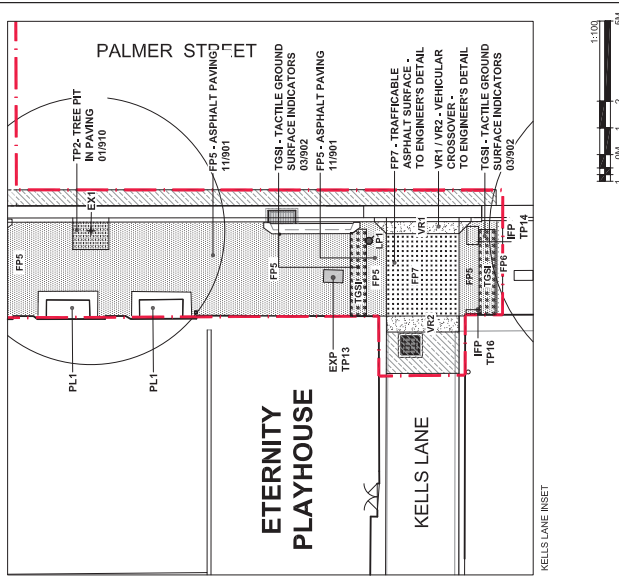 PALMER STREET
TP2- TREE PIT
IN PAVING
01/910
EX1
FP5 - ASPHALT PAVING
11/901
TGSI - TACTILE GROUND
SURFACE INDICATORS
03/902
FP5 - ASPHALT PAVING
11/901
FP7 - TRAFFICABLE
ASPHALT SURFACE -
TO ENGINEER'S DETAIL
VR1 / VR2 - VEHICULAR
CROSSOVER -
TO ENGINEER'S DETAIL
TGSI - TACTILE GROUND
SURFACE INDICATORS
03/902
FP5
FP5
TGSI
FP5
LP1
FP7
VR1
FP5
TGSI
FP6
IFP
TP14
VR2
IFP
TP16
EXP
TP13
PL1
PL1
ETERNITY
PLAYHOUSE
KELLS LANE
KELLS LANE INSET
1:100
5M